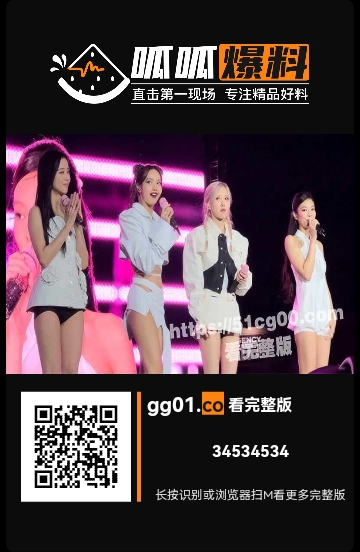 呱呱爆料
直击第一现场 专注精品好料
https://51cg00.com
看完整版
gg01.co 看完整版
34534534
长按识别或浏览器扫M看更多完整版